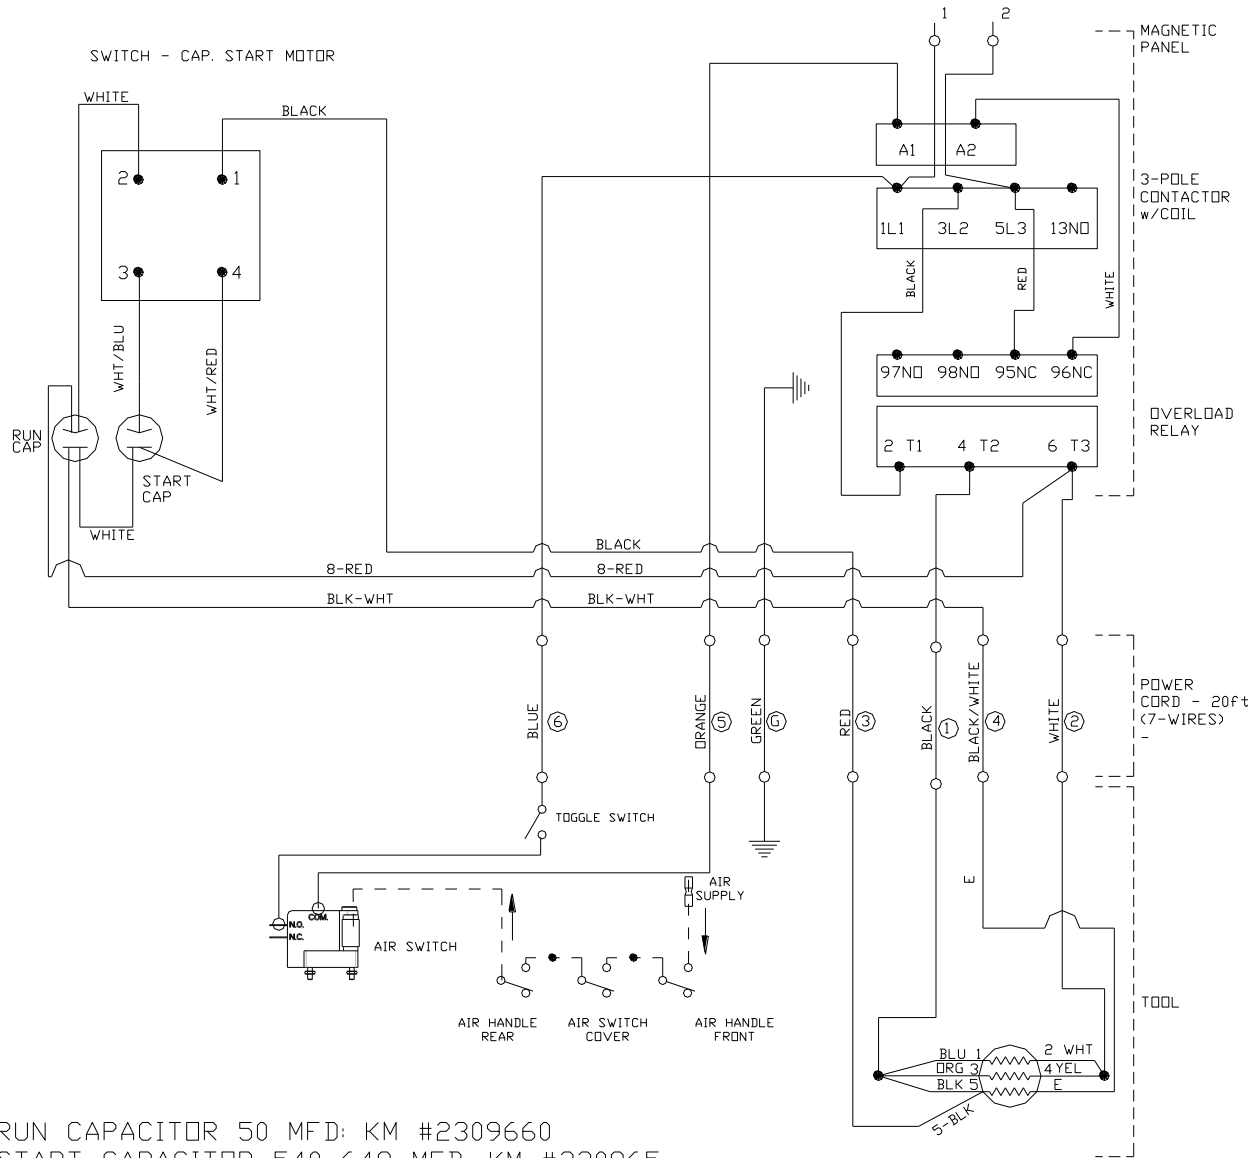 1
2
MAGNETIC
PANEL
SWITCH - CAP. START MOTOR
WHITE
BLACK
A1
A2
2
1
3
4
3-POLE
CONTACTOR
w/COIL
1L1
3L2
5L3
13NO
BLACK
RED
WHITE
WHT/BLU
WHT/RED
97NO
98NO
95NC
96NC
RUN
CAP
START
CAP
OVERLOAD
RELAY
2 T1
4 T2
6 T3
WHITE
BLACK
8-RED
8-RED
BLK-WHT
BLK-WHT
BLUE
6
ORANGE
5
GREEN
G
RED
3
BLACK
1
BLACK/WHITE
4
WHITE
2
POWER
CORD - 20ft
(7-WIRES)
-
TOGGLE SWITCH
AIR
SUPPLY
E
COM.
N.O.
N.C.
AIR SWITCH
AIR HANDLE
REAR
AIR SWITCH
COVER
AIR HANDLE
FRONT
TOOL
BLU 1
2 WHT
ORG 3
4 YEL
BLK 5
E
5-BLK
RUN CAPACITOR 50 MFD: KM #2309660
START CAPACITOR 540-648 MFD